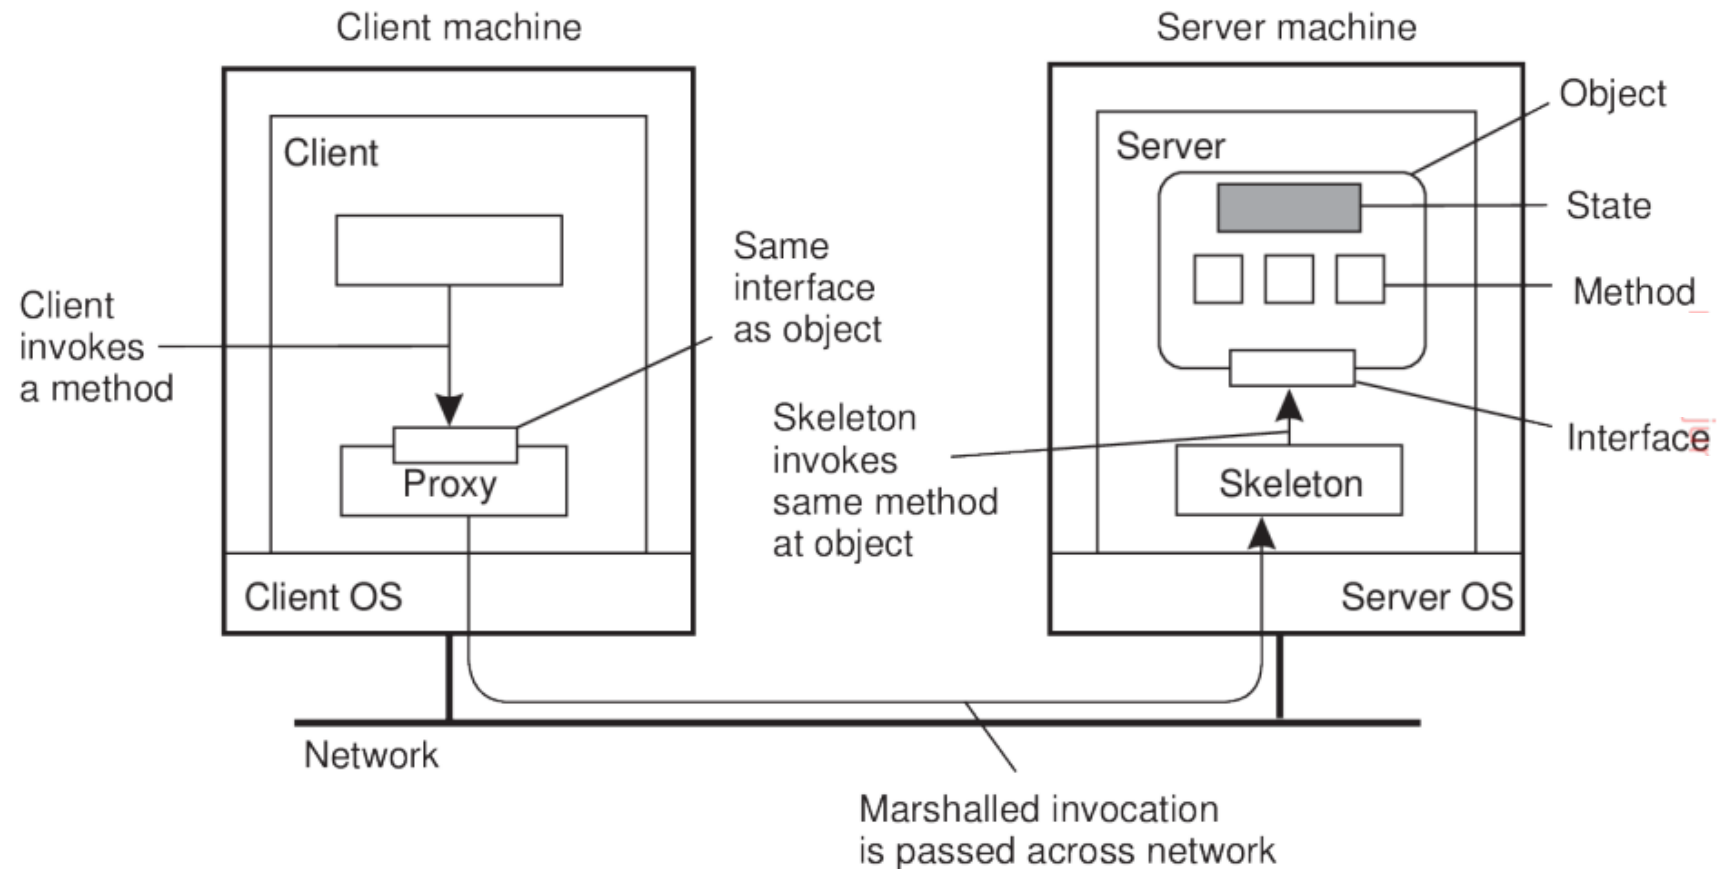 Client machine
Server machine
Client
Server
Object
State
Method
Interface
Same
interface
as object
Client
invokes
a method
Proxy
Skeleton
invokes
same method
at object
Skeleton
Client OS
Server OS
Network
Marshalled invocation
is passed across network